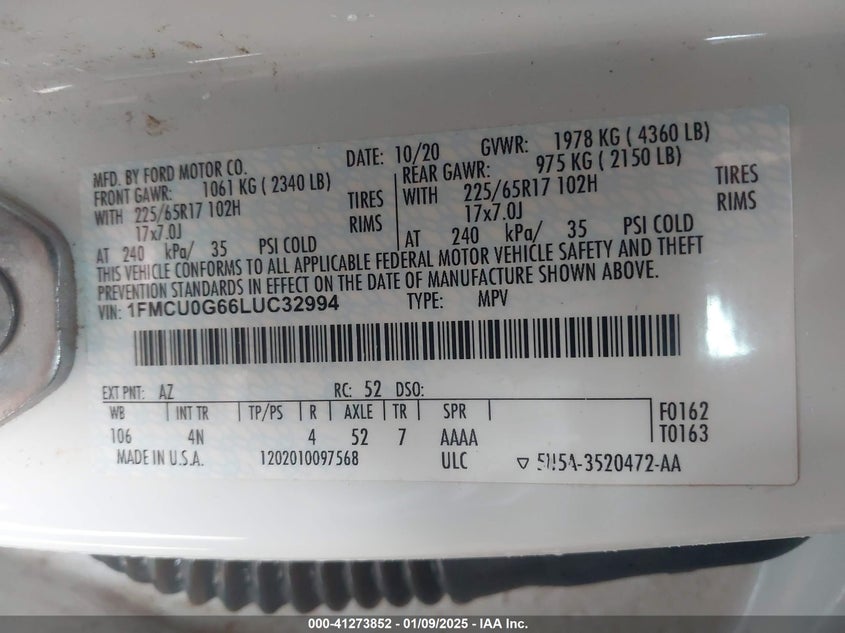 MFD. BY FORD MOTOR CO. DATE: 10/20 GVWR: 1978 KG ( 4360 LB)
FRONT GAWR: 1061 KG ( 2340 LB) REAR GAWR: 975 KG ( 2150 LB)
WITH 225/65R17 102H TIRES WITH 225/65R17 102H TIRES
17x7.0J RIMS 17x7.0J RIMS
AT 240 kPa/ 35 PSI COLD AT 240 kPa/ 35 PSI COLD
THIS VEHICLE CONFORMS TO ALL APPLICABLE FEDERAL MOTOR VEHICLE SAFETY AND THEFT
PREVENTION STANDARDS IN EFFECT ON THE DATE OF MANUFACTURE SHOWN ABOVE.
VIN: 1FMCU0G66LUC32994 TYPE: MPV
EXT PNT: AZ RC: 52 DSO:
WB INT TR TP/PS R AXLE TR SPR F0162
106 4N 4 52 7 AAAA T0163
MADE IN U.S.A. 1202010097568 ULC -3520472-AA
000-41273852 - 01/09/2025 - IAA Inc.